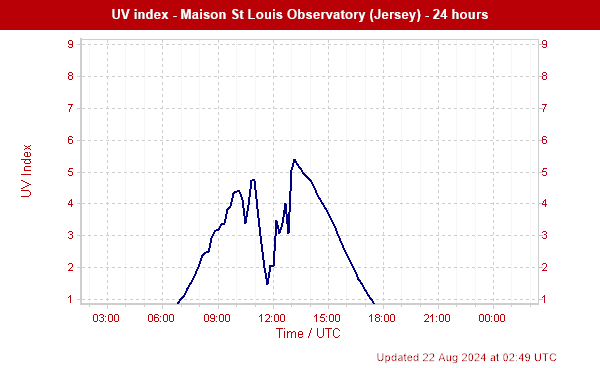 UV index - Maison St Louis Observatory (Jersey) - 24 hours
9 9
8 8
7 7
6 6
5 5
4 4
3 3
2 2
1 1
UV Index
03:00 06:00 09:00 12:00 15:00 18:00 21:00 00:00
Time / UTC
Updated 22 Aug 2024 at 02:49 UTC